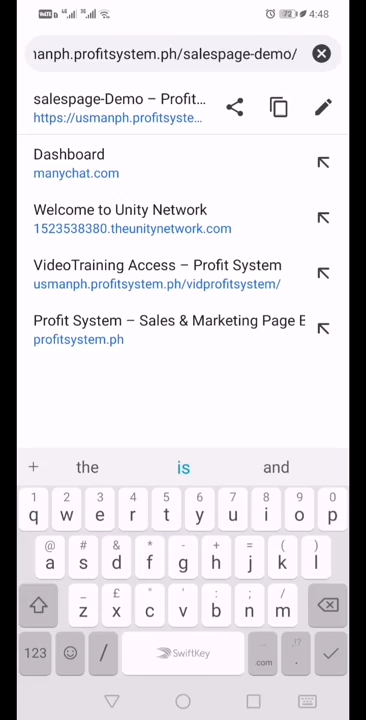 72 4:48
nanph.profitsystem.ph/salespage-demo/
salespage-Demo – Profit...
https://usmanph.profitsyste...
Dashboard
manychat.com
Welcome to Unity Network
1523538380.theunitynetwork.com
VideoTraining Access – Profit System
usmanph.profitsystem.ph/vidprofitsystem/
Profit System – Sales & Marketing Page E
profitsystem.ph
+ the is and
1 2 3 4 5 6 7 8 9 0
q w e r t y u i o p
@ # & * - + = ( )
a s d f g h j k l
_ £ " ' : ; /
z x c v b n m
123 / SwiftKey .com ,!? .